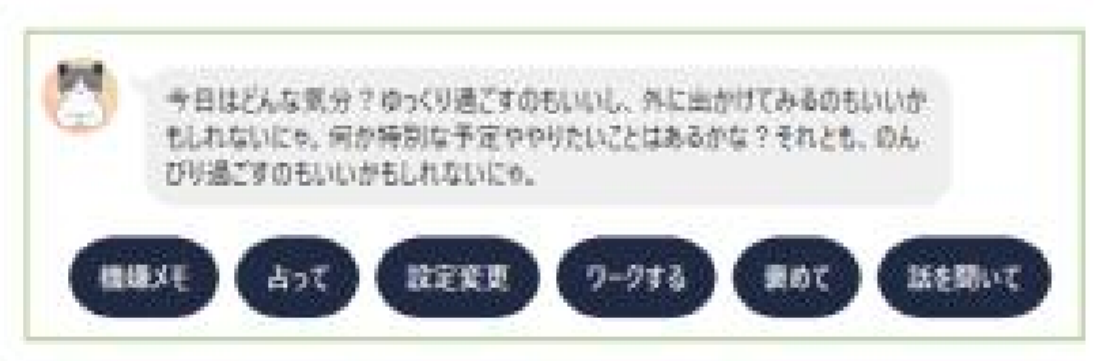 今日はどんな気分？ゆっくり過ごすのもいいし、外に出かけてみるのもいいか
もしれないにゃ。何か特別な予定ややりたいことはあるかな？それとも、のん
びり過ごすのもいいかもしれないにゃ。
機嫌メモ 占って 設定変更 ワークする 褒めて 話を聞いて